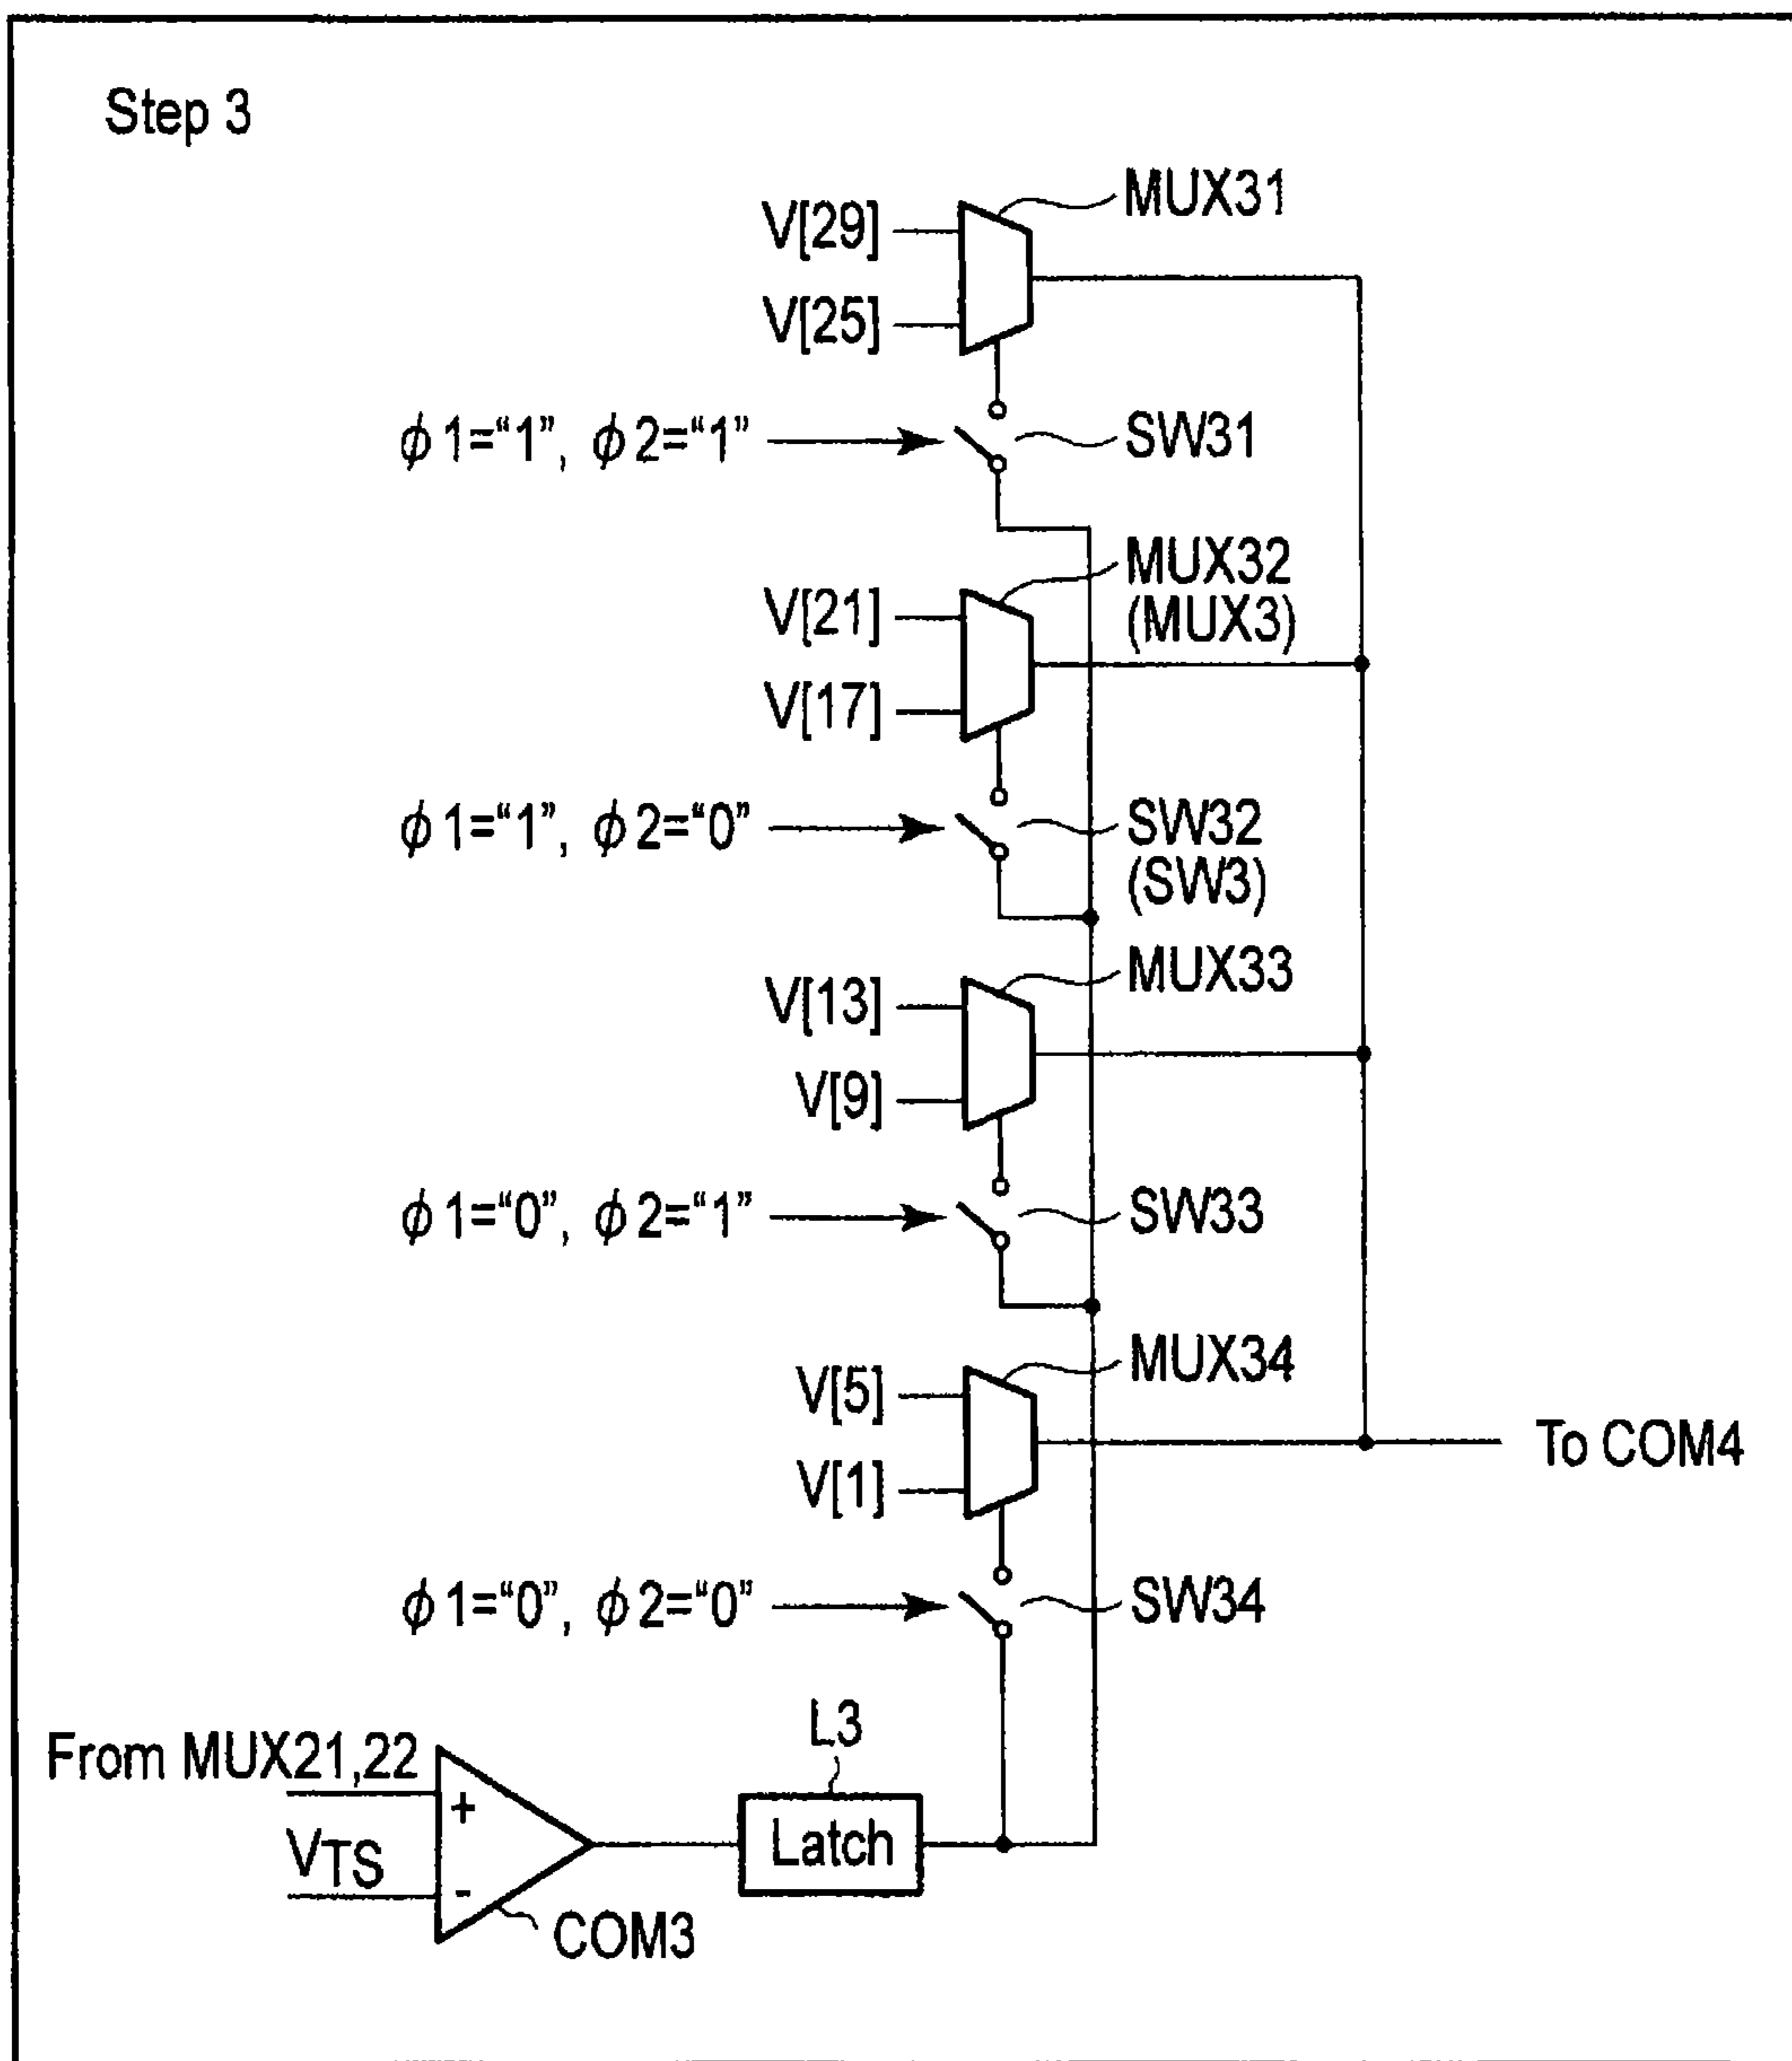 Step 3
MUX31
V[29]
V[25]
ϕ1=“1”, ϕ2=“1”
SW31
MUX32
(MUX3)
V[21]
V[17]
ϕ1=“1”, ϕ2=“0”
SW32
(SW3)
MUX33
V[13]
V[9]
ϕ1=“0”, ϕ2=“1”
SW33
MUX34
V[5]
V[1]
To COM4
ϕ1=“0”, ϕ2=“0”
SW34
L3
From MUX21,22
+
Latch
VTS
-
COM3